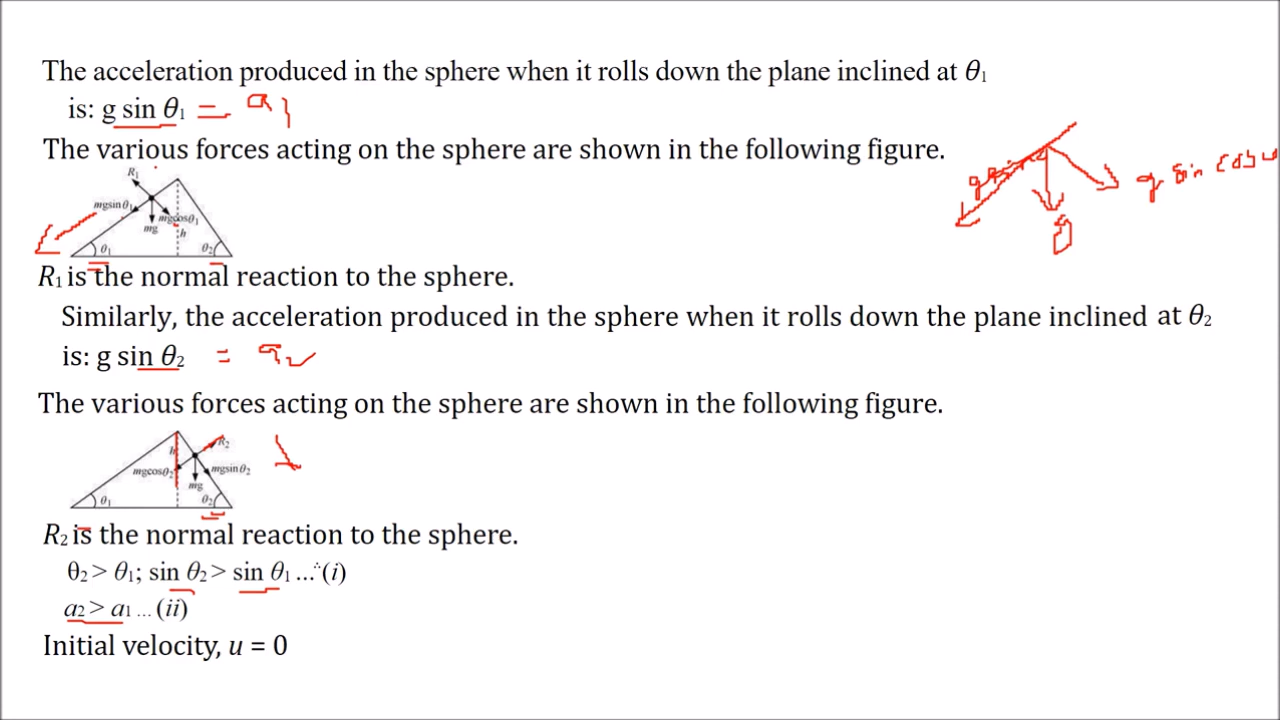 The acceleration produced in the sphere when it rolls down the plane inclined at θ1
is: g sin θ1 = a1
The various forces acting on the sphere are shown in the following figure.
R1
mgsinθ1
mgcosθ1
mg
h
θ1
θ2
g sin
R1 is the normal reaction to the sphere.
Similarly, the acceleration produced in the sphere when it rolls down the plane inclined at θ2
is: g sin θ2 = a2
The various forces acting on the sphere are shown in the following figure.
h
R2
mgcosθ2
mgsinθ2
mg
θ1
θ2
R2 is the normal reaction to the sphere.
θ2 > θ1; sin θ2 > sin θ1 ...∴(i)
a2 > a1 ... (ii)
Initial velocity, u = 0